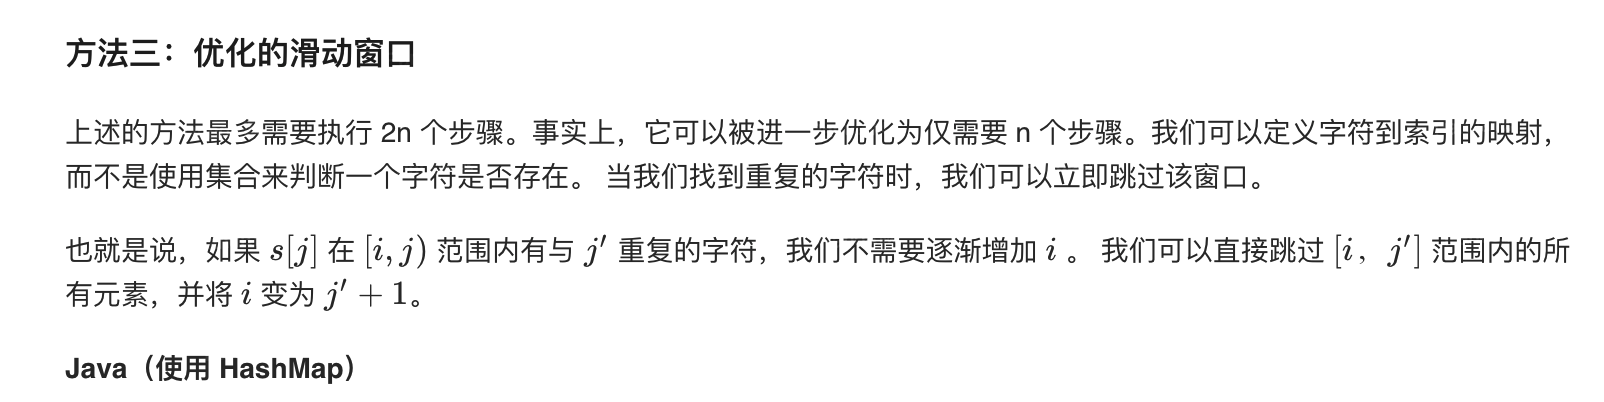 方法三：优化的滑动窗口
上述的方法最多需要执行 2n 个步骤。事实上，它可以被进一步优化为仅需要 n 个步骤。我们可以定义字符到索引的映射，
而不是使用集合来判断一个字符是否存在。 当我们找到重复的字符时，我们可以立即跳过该窗口。
也就是说，如果 s[j] 在 [i, j) 范围内有与 j′ 重复的字符，我们不需要逐渐增加 i 。 我们可以直接跳过 [i，j′] 范围内的所
有元素，并将 i 变为 j′ + 1。
Java（使用 HashMap）